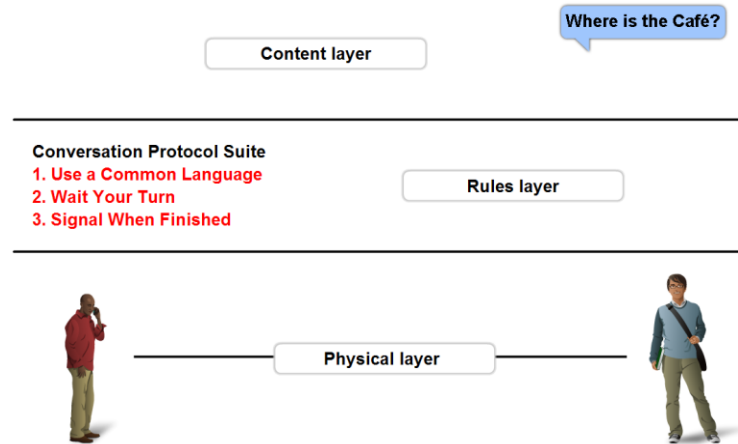 Where is the Café?
Content layer
Conversation Protocol Suite
1. Use a Common Language
2. Wait Your Turn
3. Signal When Finished
Rules layer
Physical layer